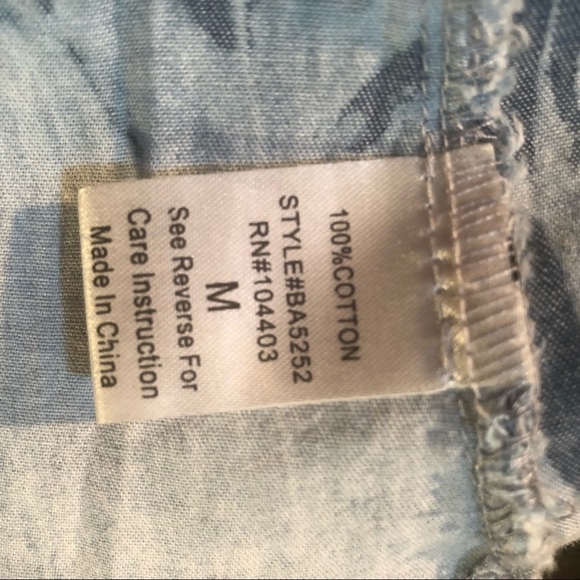 100%COTTON
STYLE#BA5252
RN#104403
M
See Reverse For
Care Instruction
Made In China